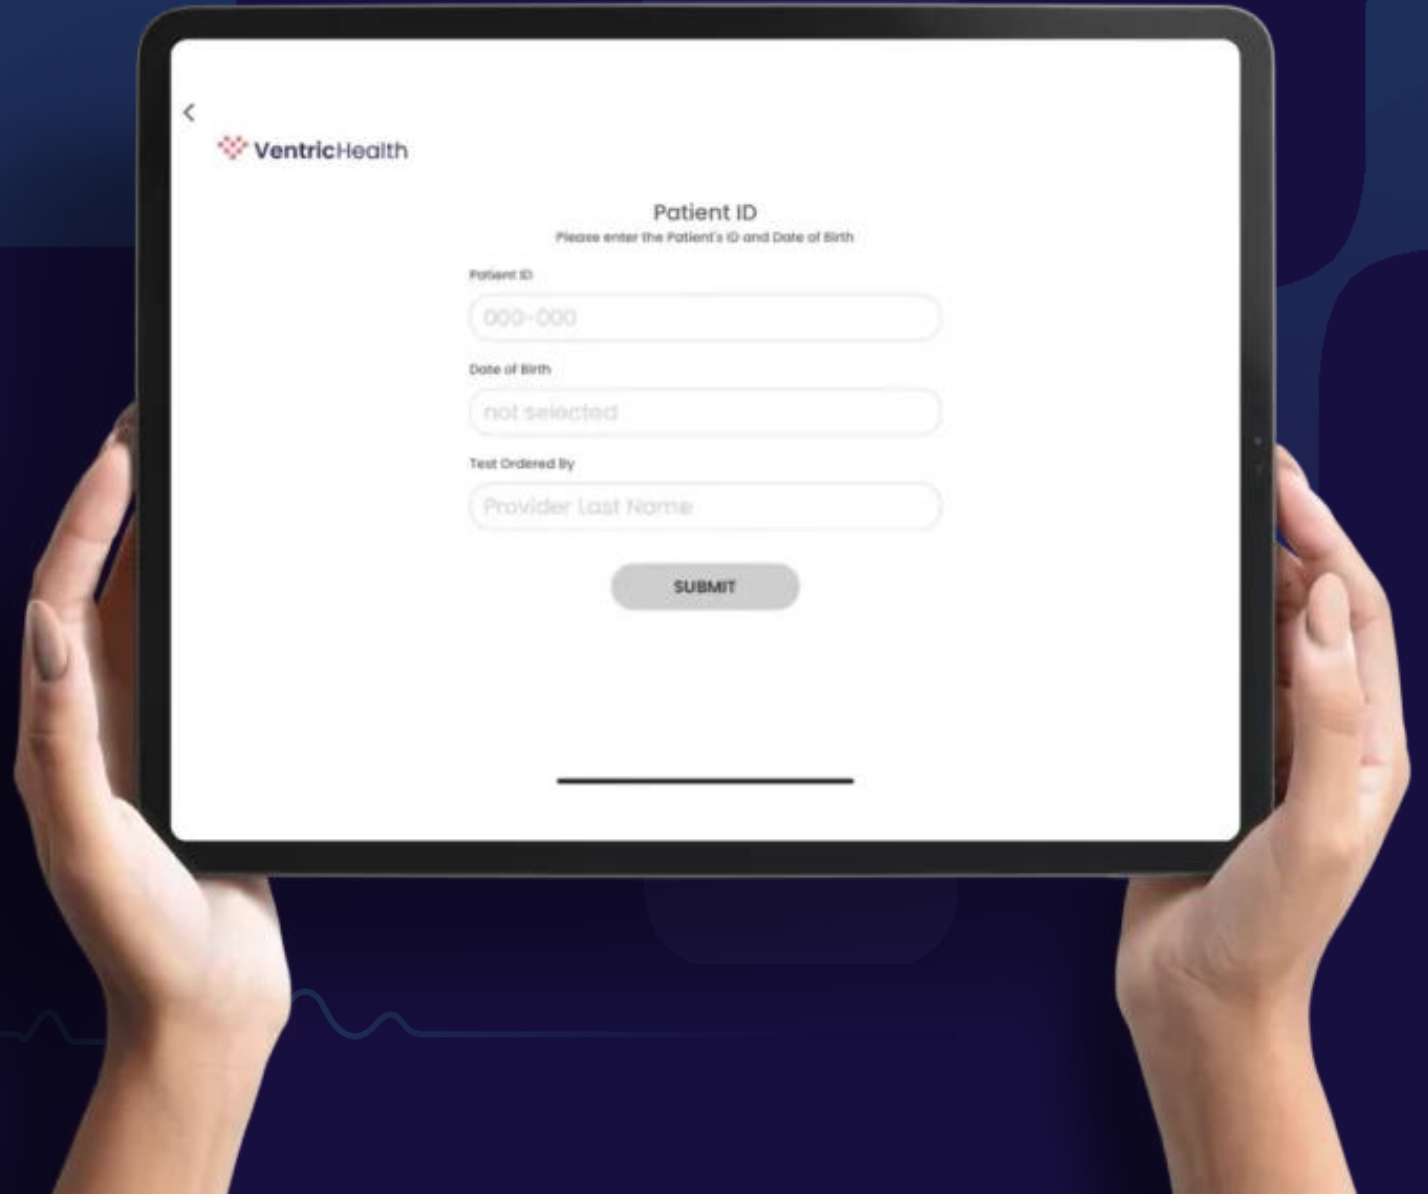 VentricHealth
Patient ID
Please enter the Patient's ID and Date of Birth
Patient ID
000-000
Date of Birth
not selected
Test Ordered By
Provider Last Name
SUBMIT